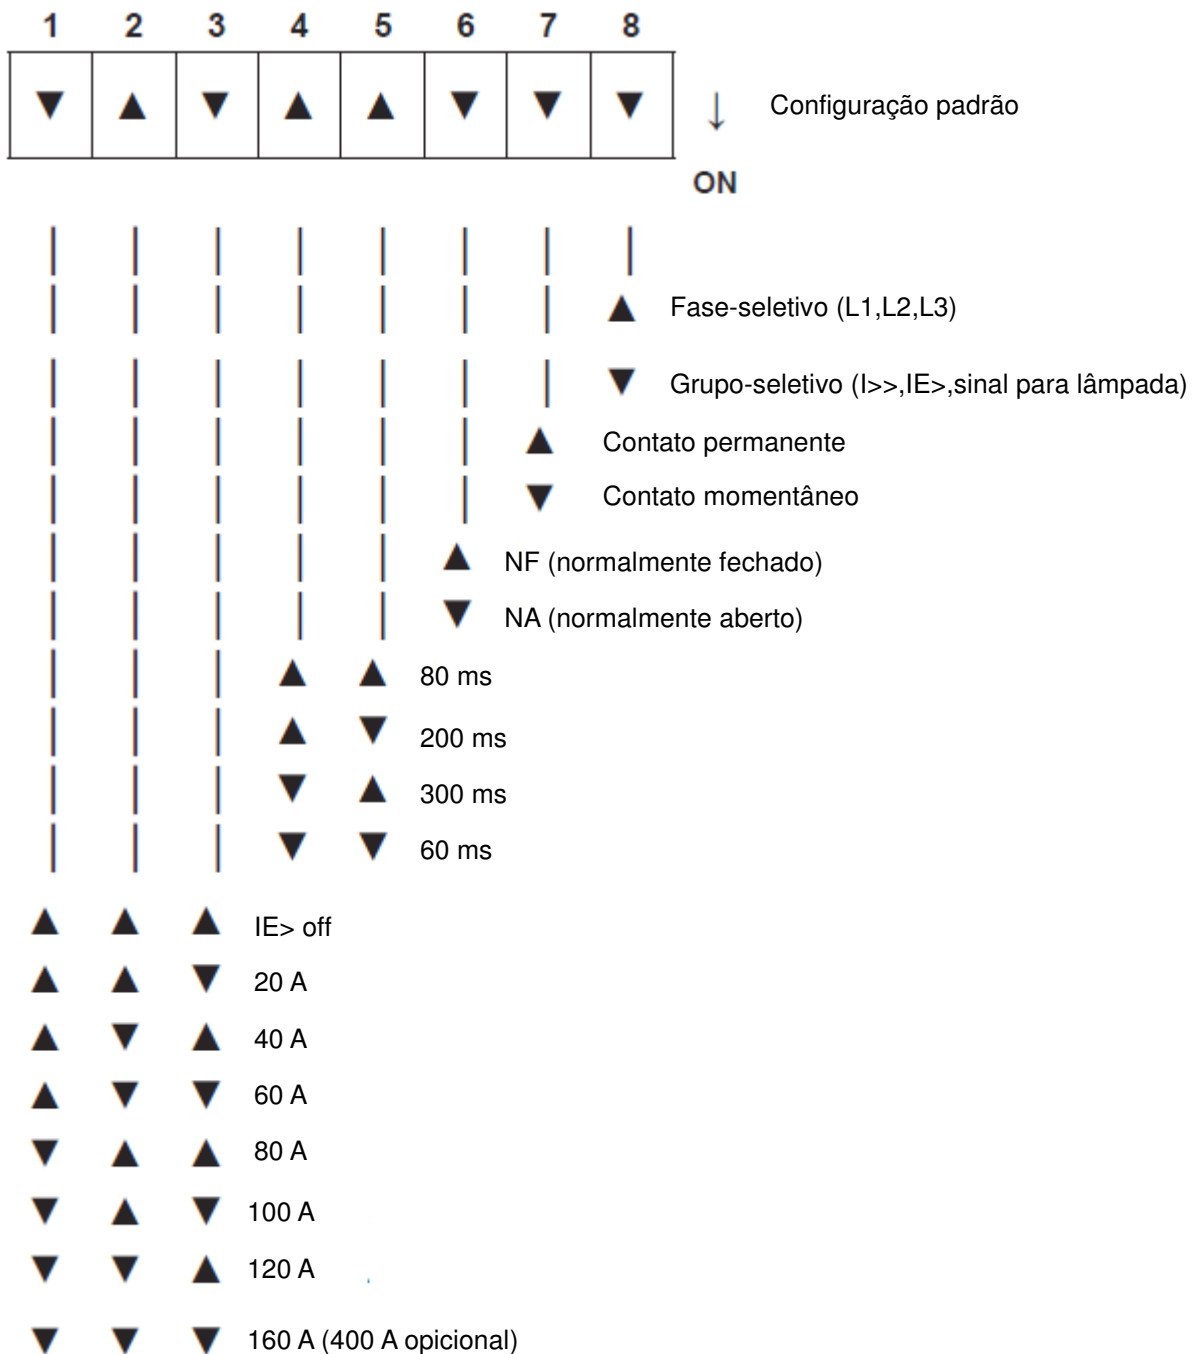 1 2 3 4 5 6 7 8
▼ ▲ ▼ ▲ ▲ ▼ ▼ ▼ ↓ Configuração padrão
ON
▲ Fase-seletivo (L1,L2,L3)
▼ Grupo-seletivo (I>>,IE>,sinal para lâmpada)
▲ Contato permanente
▼ Contato momentâneo
▲ NF (normalmente fechado)
▼ NA (normalmente aberto)
▲ ▲ 80 ms
▲ ▼ 200 ms
▼ ▲ 300 ms
▼ ▼ 60 ms
▲ ▲ ▲ IE> off
▲ ▲ ▼ 20 A
▲ ▼ ▲ 40 A
▲ ▼ ▼ 60 A
▼ ▲ ▲ 80 A
▼ ▲ ▼ 100 A
▼ ▼ ▲ 120 A
▼ ▼ ▼ 160 A (400 A opicional)